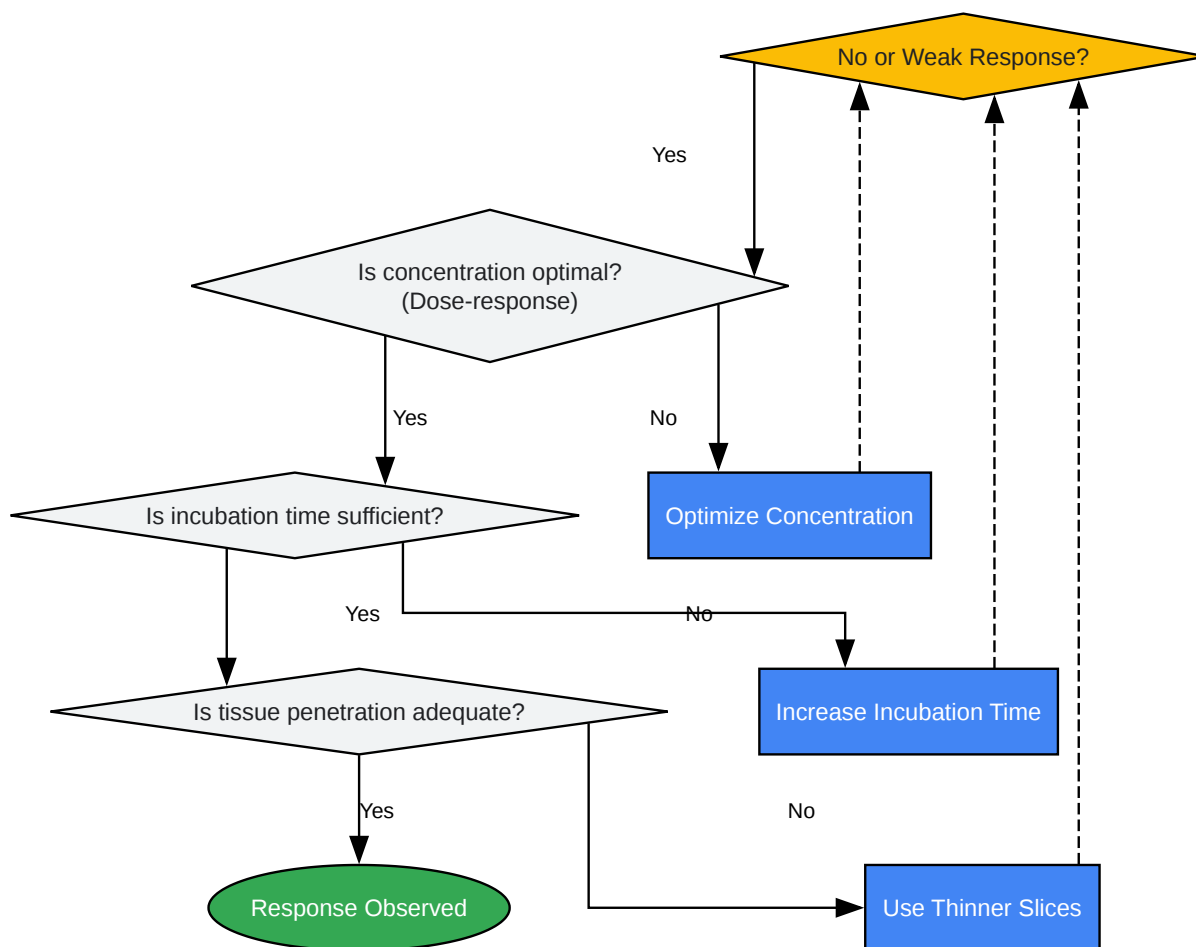 No or Weak Response?
Yes
Is concentration optimal?
(Dose-response)
Yes
No
Is incubation time sufficient?
Optimize Concentration
Yes
No
Is tissue penetration adequate?
Increase Incubation Time
Yes
No
Response Observed
Use Thinner Slices